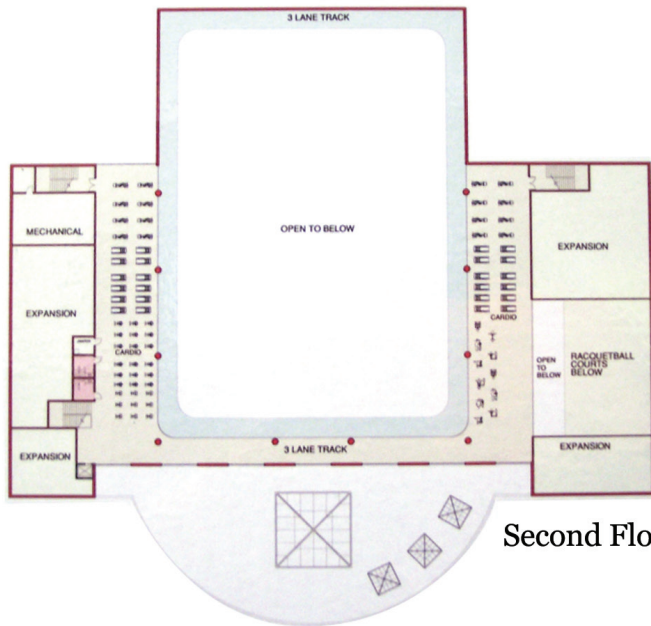 3 LANE TRACK
OPEN TO BELOW
MECHANICAL
EXPANSION
EXPANSION
CARDIO
CARDIO
OPEN
TO
BELOW
RACQUETBALL
COURTS
BELOW
EXPANSION
EXPANSION
3 LANE TRACK
EXPANSION
Second Flo